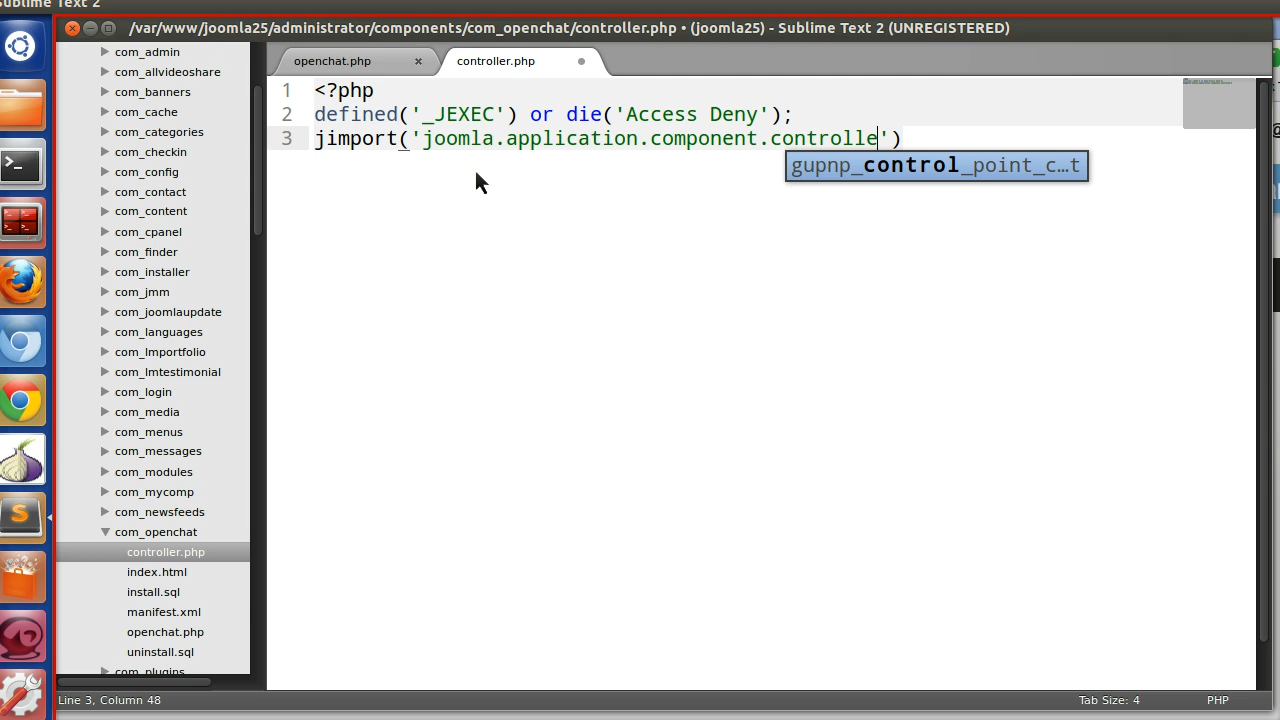 Sublime Text 2
/var/www/joomla25/administrator/components/com_openchat/controller.php • (joomla25) - Sublime Text 2 (UNREGISTERED)
com_admin
com_allvideoshare
com_banners
com_cache
com_categories
com_checkin
com_config
com_contact
com_content
com_cpanel
com_finder
com_installer
com_jmm
com_joomlaupdate
com_languages
com_lmportfolio
com_lmtestimonial
com_login
com_media
com_menus
com_messages
com_modules
com_mycomp
com_newsfeeds
com_openchat
controller.php
index.html
install.sql
manifest.xml
openchat.php
uninstall.sql
com_plugins
openchat.php
controller.php
1 <?php
2 defined('_JEXEC') or die('Access Deny');
3 jimport('joomla.application.component.controlle')
gupnp_control_point_c…t
Line 3, Column 48
Tab Size: 4
PHP